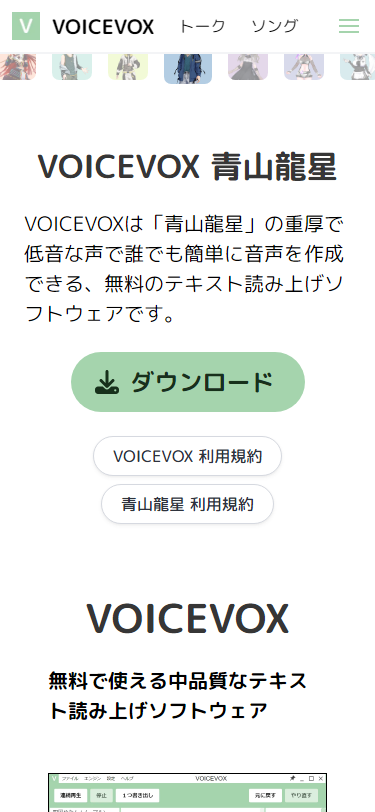 V VOICEVOX トーク ソング
VOICEVOX 青山龍星
VOICEVOXは「青山龍星」の重厚で
低音な声で誰でも簡単に音声を作成
できる、無料のテキスト読み上げソ
フトウェアです。
ダウンロード
VOICEVOX 利用規約
青山龍星 利用規約
VOICEVOX
無料で使える中品質なテキス
ト読み上げソフトウェア
V ファイル エンジン 設定 ヘルプ VOICEVOX
連続再生 停止 1つ書き出し 元に戻す やり直す